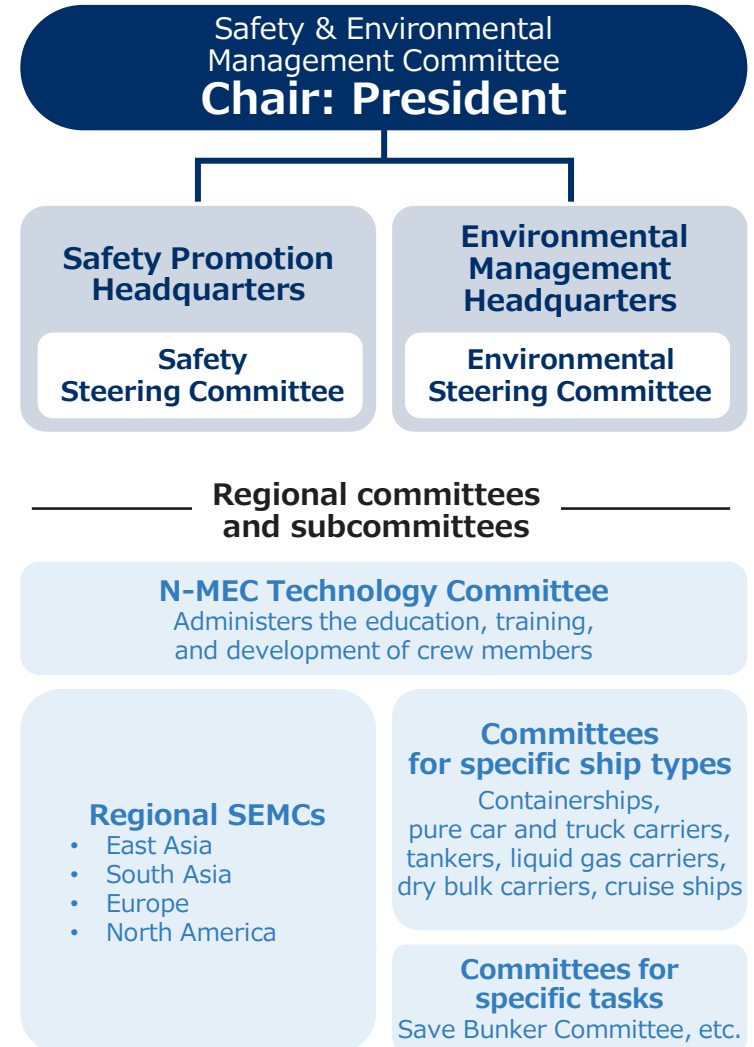 Safety & Environmental
Management Committee
Chair: President
Safety Promotion
Headquarters
Safety
Steering Committee
Environmental
Management
Headquarters
Environmental
Steering Committee
Regional committees
and subcommittees
N-MEC Technology Committee
Administers the education, training,
and development of crew members
Regional SEMCs
• East Asia
• South Asia
• Europe
• North America
Committees
for specific ship types
Containerships,
pure car and truck carriers,
tankers, liquid gas carriers,
dry bulk carriers, cruise ships
Committees for
specific tasks
Save Bunker Committee, etc.